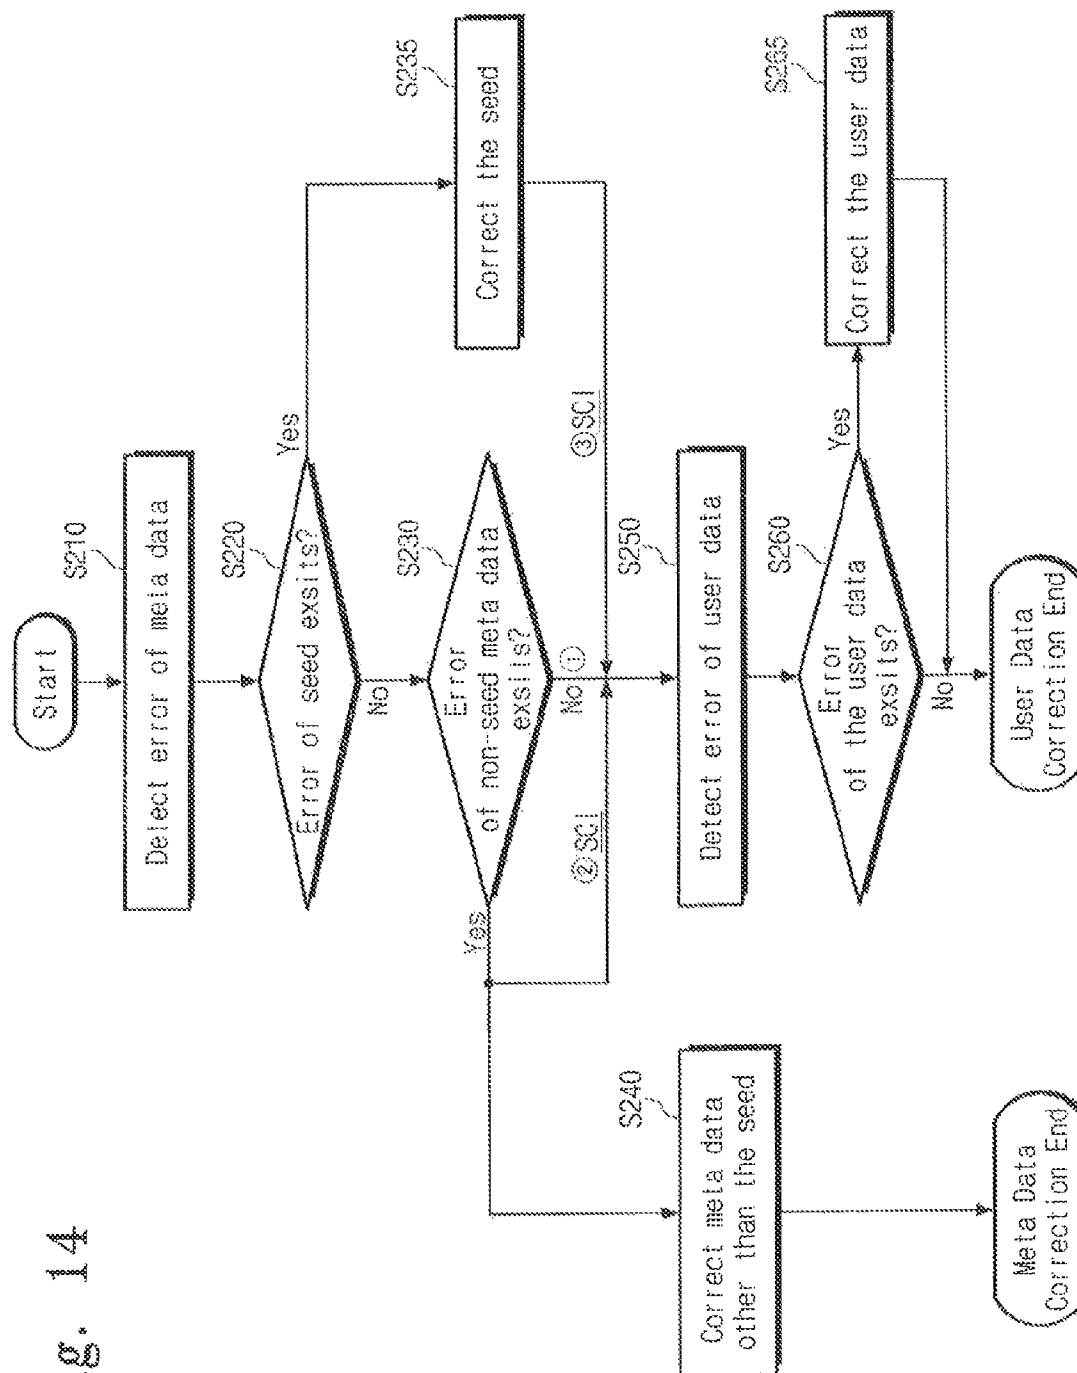 g. 14
Start
S210
Detect error of meta data
S220
Error of seed exsits?
Yes
No
S235
Correct the seed
S230
Error
of non-seed meta data
exsits?
Yes
No ①
②SCI
③SCI
S240
Correct meta data
other than the seed
S250
Detect error of user data
S260
Error
of the user data
exsits?
Yes
No
S265
Correct the user data
Meta Data
Correction End
User Data
Correction End